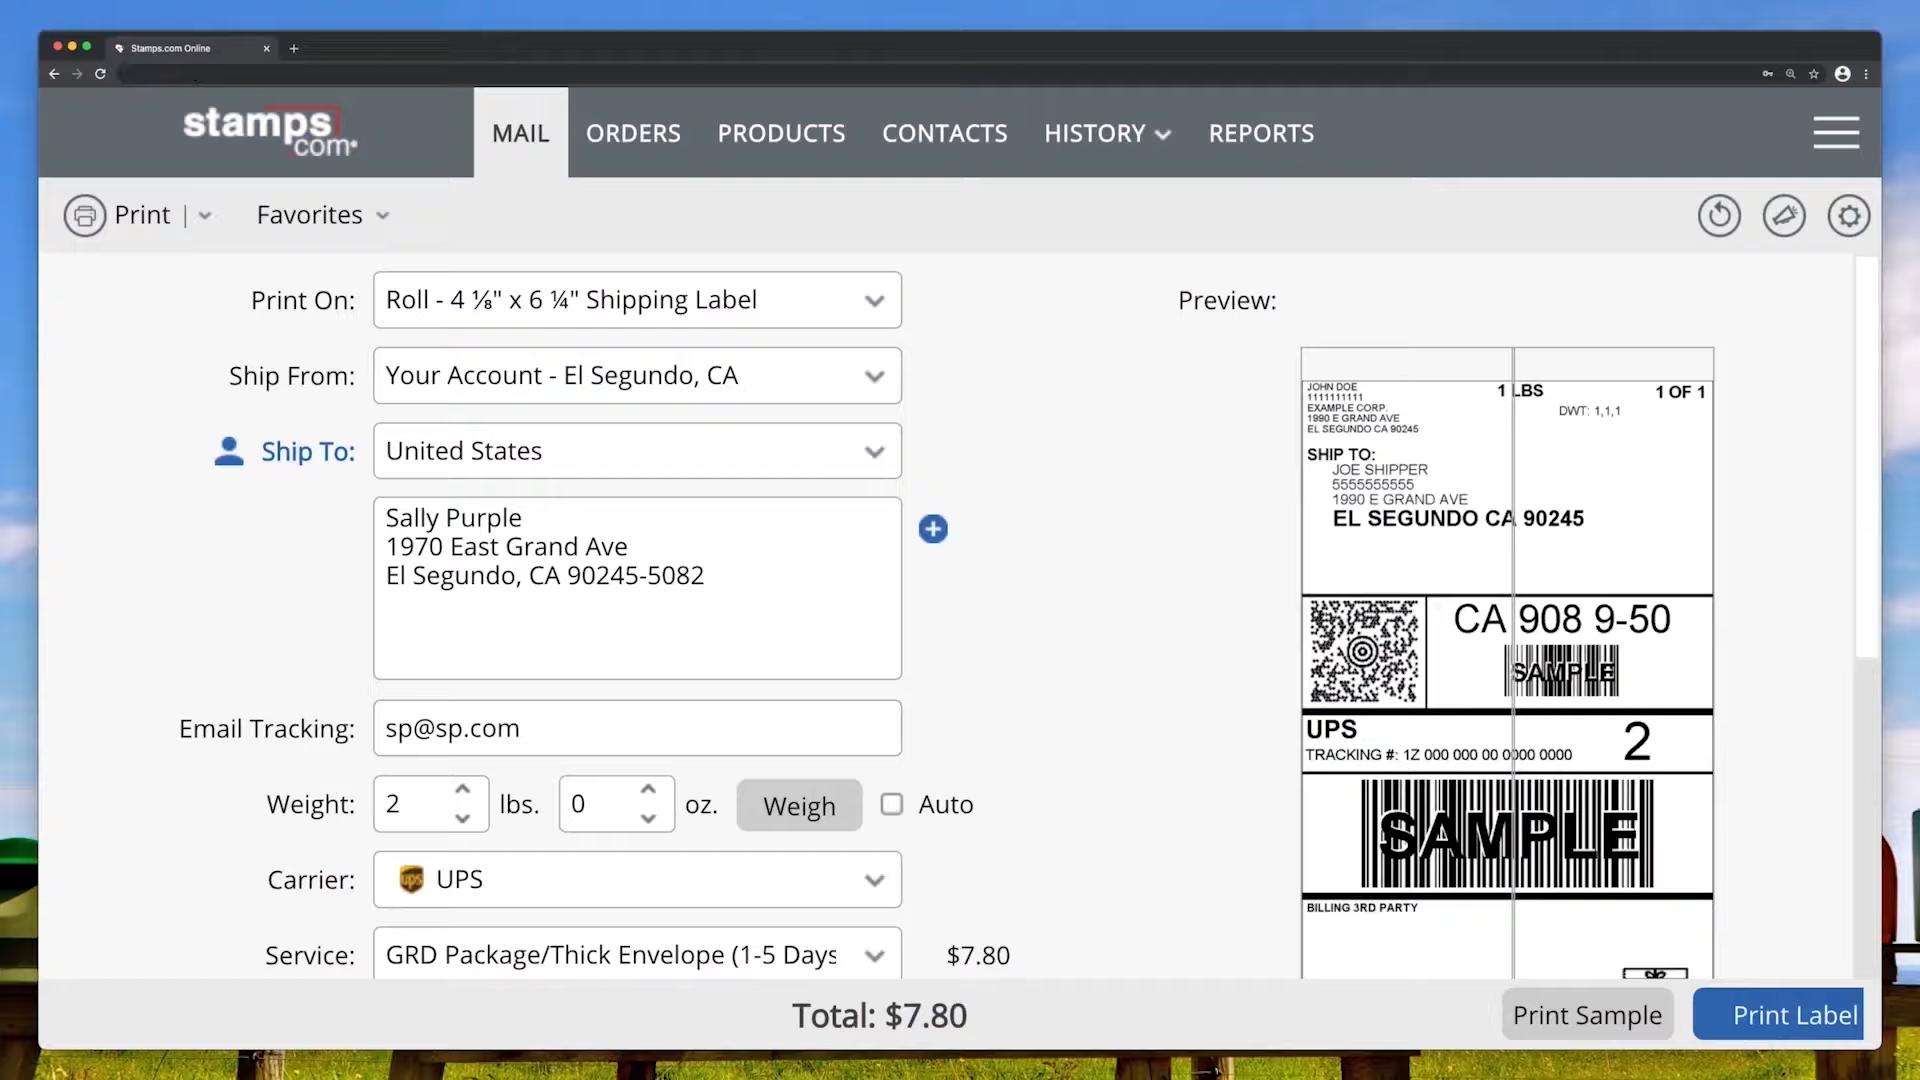 Stamps.com Online
stamps
.com
MAIL
ORDERS
PRODUCTS
CONTACTS
HISTORY
REPORTS
Print
Favorites
Print On: Roll - 4 ⅛" x 6 ¼" Shipping Label
Ship From: Your Account - El Segundo, CA
Ship To: United States
Sally Purple
1970 East Grand Ave
El Segundo, CA 90245-5082
Email Tracking: sp@sp.com
Weight: 2 lbs. 0 oz. Weigh Auto
Carrier: UPS
Service: GRD Package/Thick Envelope (1-5 Days $7.80
Preview:
JOHN DOE
1111111111
EXAMPLE CORP.
1990 E GRAND AVE
EL SEGUNDO CA 90245
1 LBS
1 OF 1
DWT: 1,1,1
SHIP TO:
JOE SHIPPER
5555555555
1990 E GRAND AVE
EL SEGUNDO CA 90245
CA 908 9-50
SAMPLE
UPS
TRACKING #: 1Z 000 000 00 0000 0000
2
SAMPLE
BILLING 3RD PARTY
Total: $7.80
Print Sample
Print Label